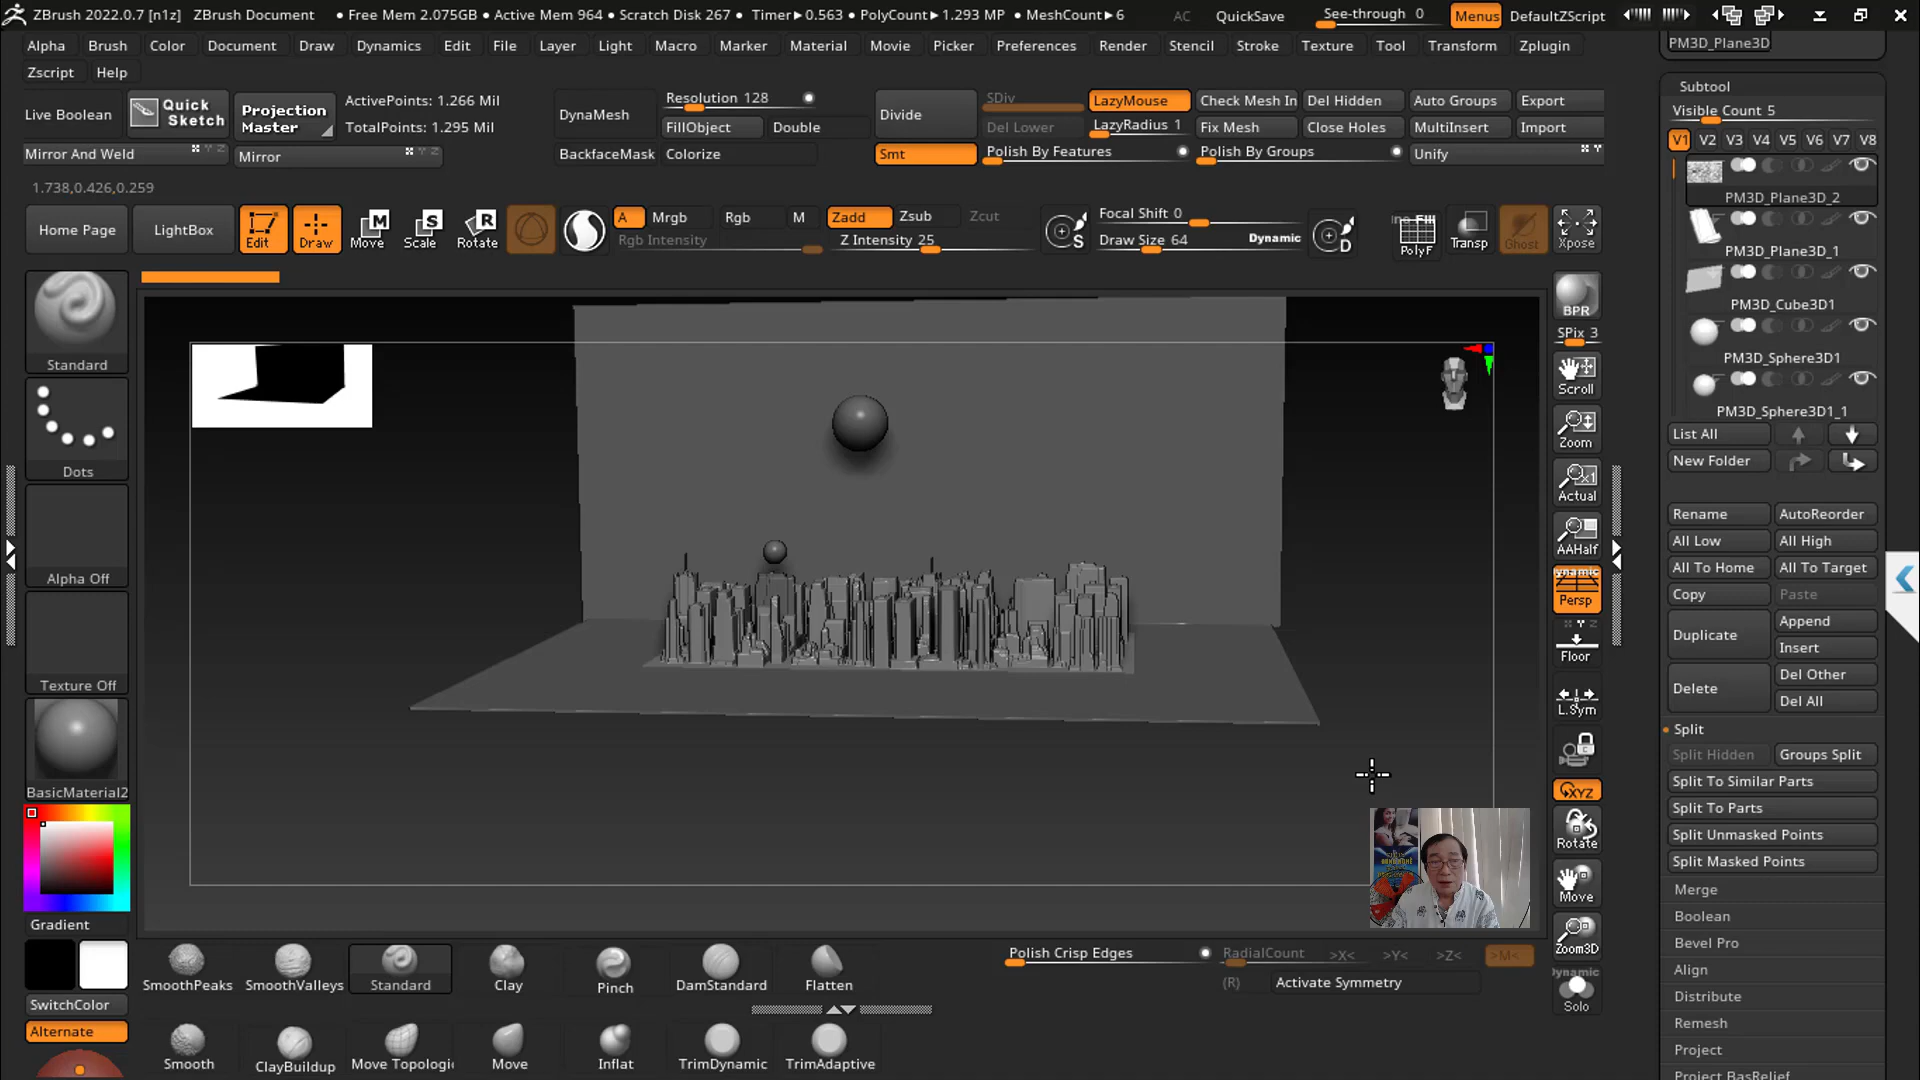 ZBrush 2022.0.7 [n1z] ZBrush Document • Free Mem 2.075GB • Active Mem 964 • Scratch Disk 267 • Timer►0.563 • PolyCount►1.293 MP • MeshCount►6 AC QuickSave See-through 0 Menus DefaultZScript
Alpha Brush Color Document Draw Dynamics Edit File Layer Light Macro Marker Material Movie Picker Preferences Render Stencil Stroke Texture Tool Transform Zplugin
Zscript Help
Live Boolean
Quick Sketch
Projection Master
ActivePoints: 1.266 Mil
TotalPoints: 1.295 Mil
Mirror And Weld
Mirror
DynaMesh
Resolution 128
FillObject Double
BackfaceMask Colorize
Divide
SDiv
Del Lower
Smt
LazyMouse
LazyRadius 1
Polish By Features
Check Mesh In Del Hidden Auto Groups Export
Fix Mesh Close Holes MultiInsert Import
Polish By Groups
Unify
1.738,0.426,0.259
Home Page LightBox Edit Draw Move Scale Rotate
A Mrgb Rgb M Zadd Zsub Zcut
Rgb Intensity Z Intensity 25
Focal Shift 0
Draw Size 64 Dynamic
S
D
PolyF
Transp
Ghost
Xpose
Standard
Dots
Alpha Off
Texture Off
BasicMaterial2
Gradient
SwitchColor
Alternate
BPR
SPix 3
Scroll
Zoom
Actual
AAHalf
Persp
Floor
L.Sym
XYZ
Rotate
Move
Zoom3D
Dynamic
Solo
PM3D_Plane3D
Subtool
Visible Count 5
V1 V2 V3 V4 V5 V6 V7 V8
PM3D_Plane3D_2
PM3D_Plane3D_1
PM3D_Cube3D1
PM3D_Sphere3D1
PM3D_Sphere3D1_1
List All
New Folder
Rename AutoReorder
All Low All High
All To Home All To Target
Copy Paste
Duplicate
Append
Insert
Delete
Del Other
Del All
Split
Split Hidden Groups Split
Split To Similar Parts
Split To Parts
Split Unmasked Points
Split Masked Points
Merge
Boolean
Bevel Pro
Align
Distribute
Remesh
Project
Project BasRelief
SmoothPeaks SmoothValleys Standard Clay Pinch DamStandard Flatten
Smooth ClayBuildup Move Topologic Move Inflat TrimDynamic TrimAdaptive
Polish Crisp Edges
RadialCount >X< >Y< >Z< >M<
(R) Activate Symmetry